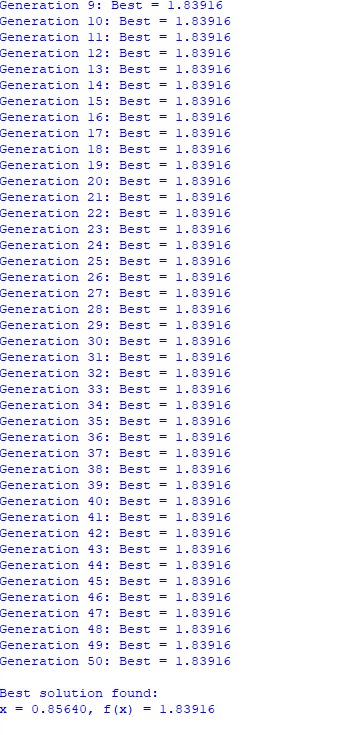 Generation 9: Best = 1.83916
Generation 10: Best = 1.83916
Generation 11: Best = 1.83916
Generation 12: Best = 1.83916
Generation 13: Best = 1.83916
Generation 14: Best = 1.83916
Generation 15: Best = 1.83916
Generation 16: Best = 1.83916
Generation 17: Best = 1.83916
Generation 18: Best = 1.83916
Generation 19: Best = 1.83916
Generation 20: Best = 1.83916
Generation 21: Best = 1.83916
Generation 22: Best = 1.83916
Generation 23: Best = 1.83916
Generation 24: Best = 1.83916
Generation 25: Best = 1.83916
Generation 26: Best = 1.83916
Generation 27: Best = 1.83916
Generation 28: Best = 1.83916
Generation 29: Best = 1.83916
Generation 30: Best = 1.83916
Generation 31: Best = 1.83916
Generation 32: Best = 1.83916
Generation 33: Best = 1.83916
Generation 34: Best = 1.83916
Generation 35: Best = 1.83916
Generation 36: Best = 1.83916
Generation 37: Best = 1.83916
Generation 38: Best = 1.83916
Generation 39: Best = 1.83916
Generation 40: Best = 1.83916
Generation 41: Best = 1.83916
Generation 42: Best = 1.83916
Generation 43: Best = 1.83916
Generation 44: Best = 1.83916
Generation 45: Best = 1.83916
Generation 46: Best = 1.83916
Generation 47: Best = 1.83916
Generation 48: Best = 1.83916
Generation 49: Best = 1.83916
Generation 50: Best = 1.83916
Best solution found:
x = 0.85640, f(x) = 1.83916